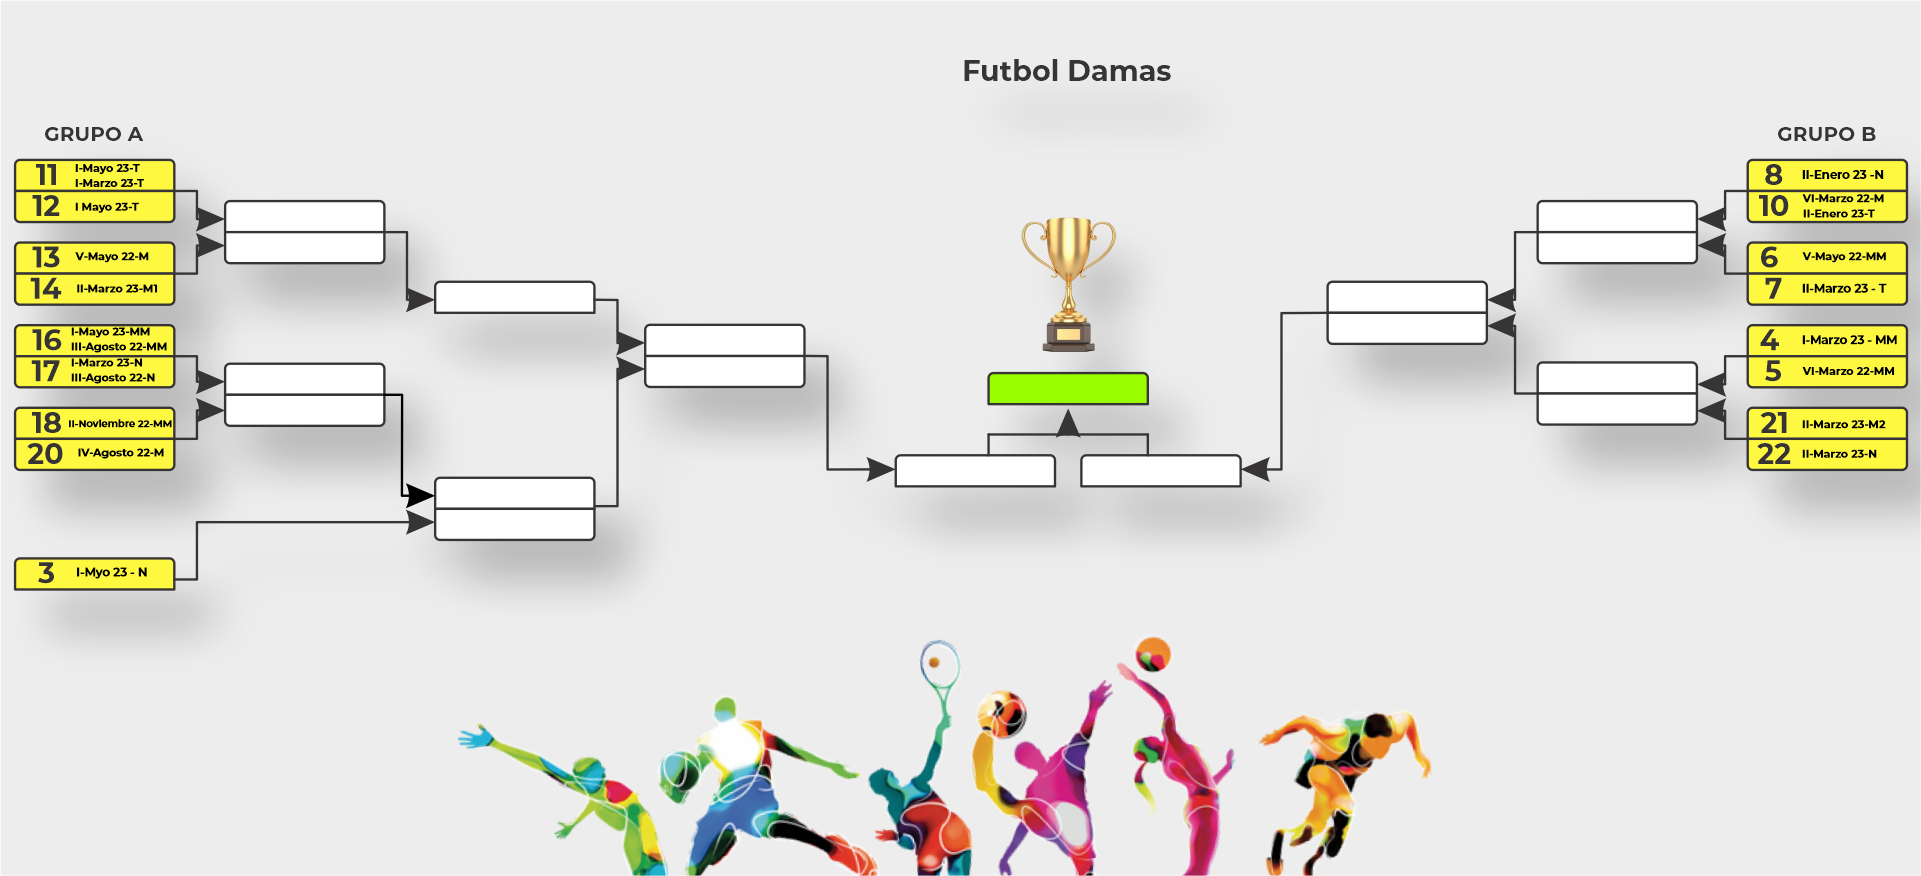 Futbol Damas
GRUPO A
11 I-Mayo 23-T
I-Marzo 23-T
12 I Mayo 23-T
13 V-Mayo 22-M
14 II-Marzo 23-M1
16 I-Mayo 23-MM
III-Agosto 22-MM
17 I-Marzo 23-N
III-Agosto 22-N
18 II-Noviembre 22-MM
20 IV-Agosto 22-M
3 I-Myo 23 - N
GRUPO B
8 II-Enero 23 -N
10 VI-Marzo 22-M
II-Enero 23-T
6 V-Mayo 22-MM
7 II-Marzo 23 - T
4 I-Marzo 23 - MM
5 VI-Marzo 22-MM
21 II-Marzo 23-M2
22 II-Marzo 23-N